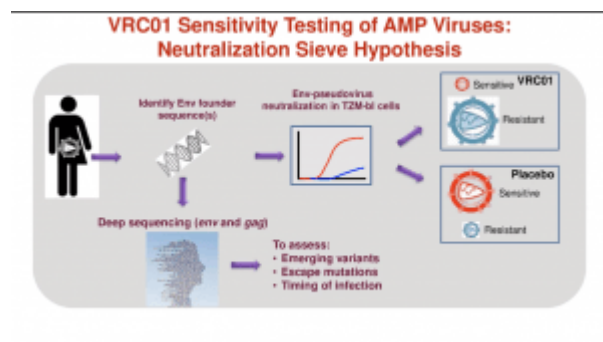 VRC01 Sensitivity Testing of AMP Viruses:
Neutralization Sieve Hypothesis
Identify Env founder
sequence(s)
Env-pseudovirus
neutralization in TZM-bl cells
VRC01
Sensitive
Resistant
Placebo
Sensitive
Resistant
Deep sequencing (env and gag)
To assess:
• Emerging variants
• Escape mutations
• Timing of infection